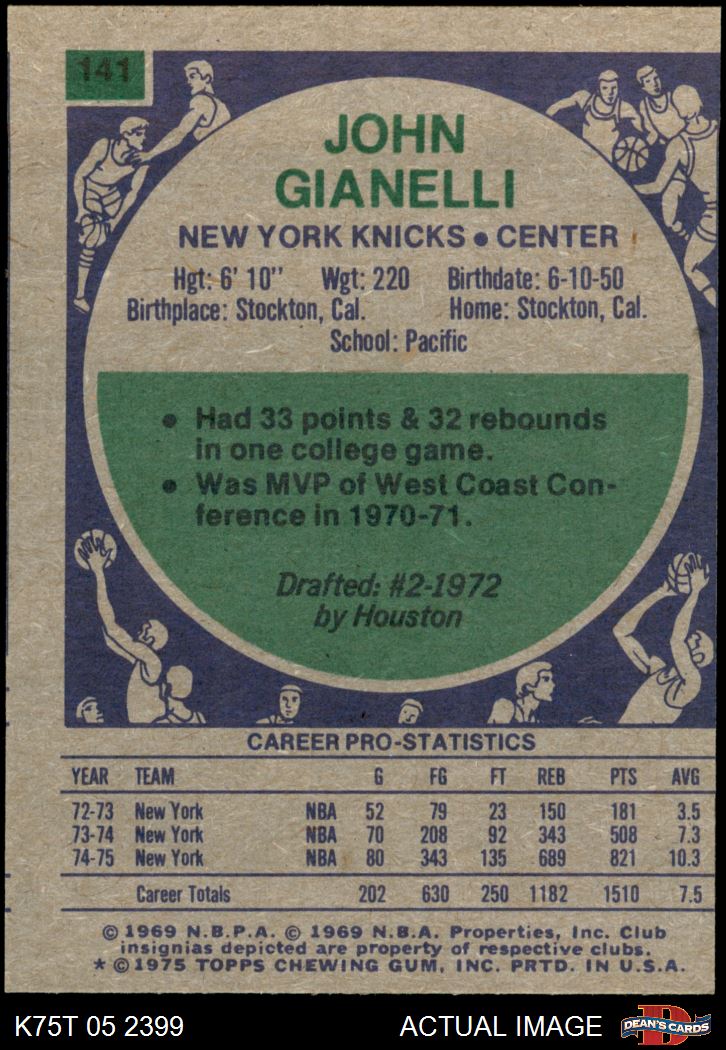 141
JOHN
GIANELLI
NEW YORK KNICKS • CENTER
Hgt: 6' 10" Wgt: 220 Birthdate: 6-10-50
Birthplace: Stockton, Cal. Home: Stockton, Cal.
School: Pacific
• Had 33 points & 32 rebounds
in one college game.
• Was MVP of West Coast Con-
ference in 1970-71.
Drafted: #2-1972
by Houston
CAREER PRO-STATISTICS
YEAR TEAM G FG FT REB PTS AVG
72-73 New York NBA 52 79 23 150 181 3.5
73-74 New York NBA 70 208 92 343 508 7.3
74-75 New York NBA 80 343 135 689 821 10.3
Career Totals 202 630 250 1182 1510 7.5
© 1969 N.B.P.A. © 1969 N.B.A. Properties, Inc. Club
insignias depicted are property of respective clubs.
* © 1975 TOPPS CHEWING GUM, INC. PRTD. IN U.S.A.
K75T 05 2399 ACTUAL IMAGE DEAN'S CARDS